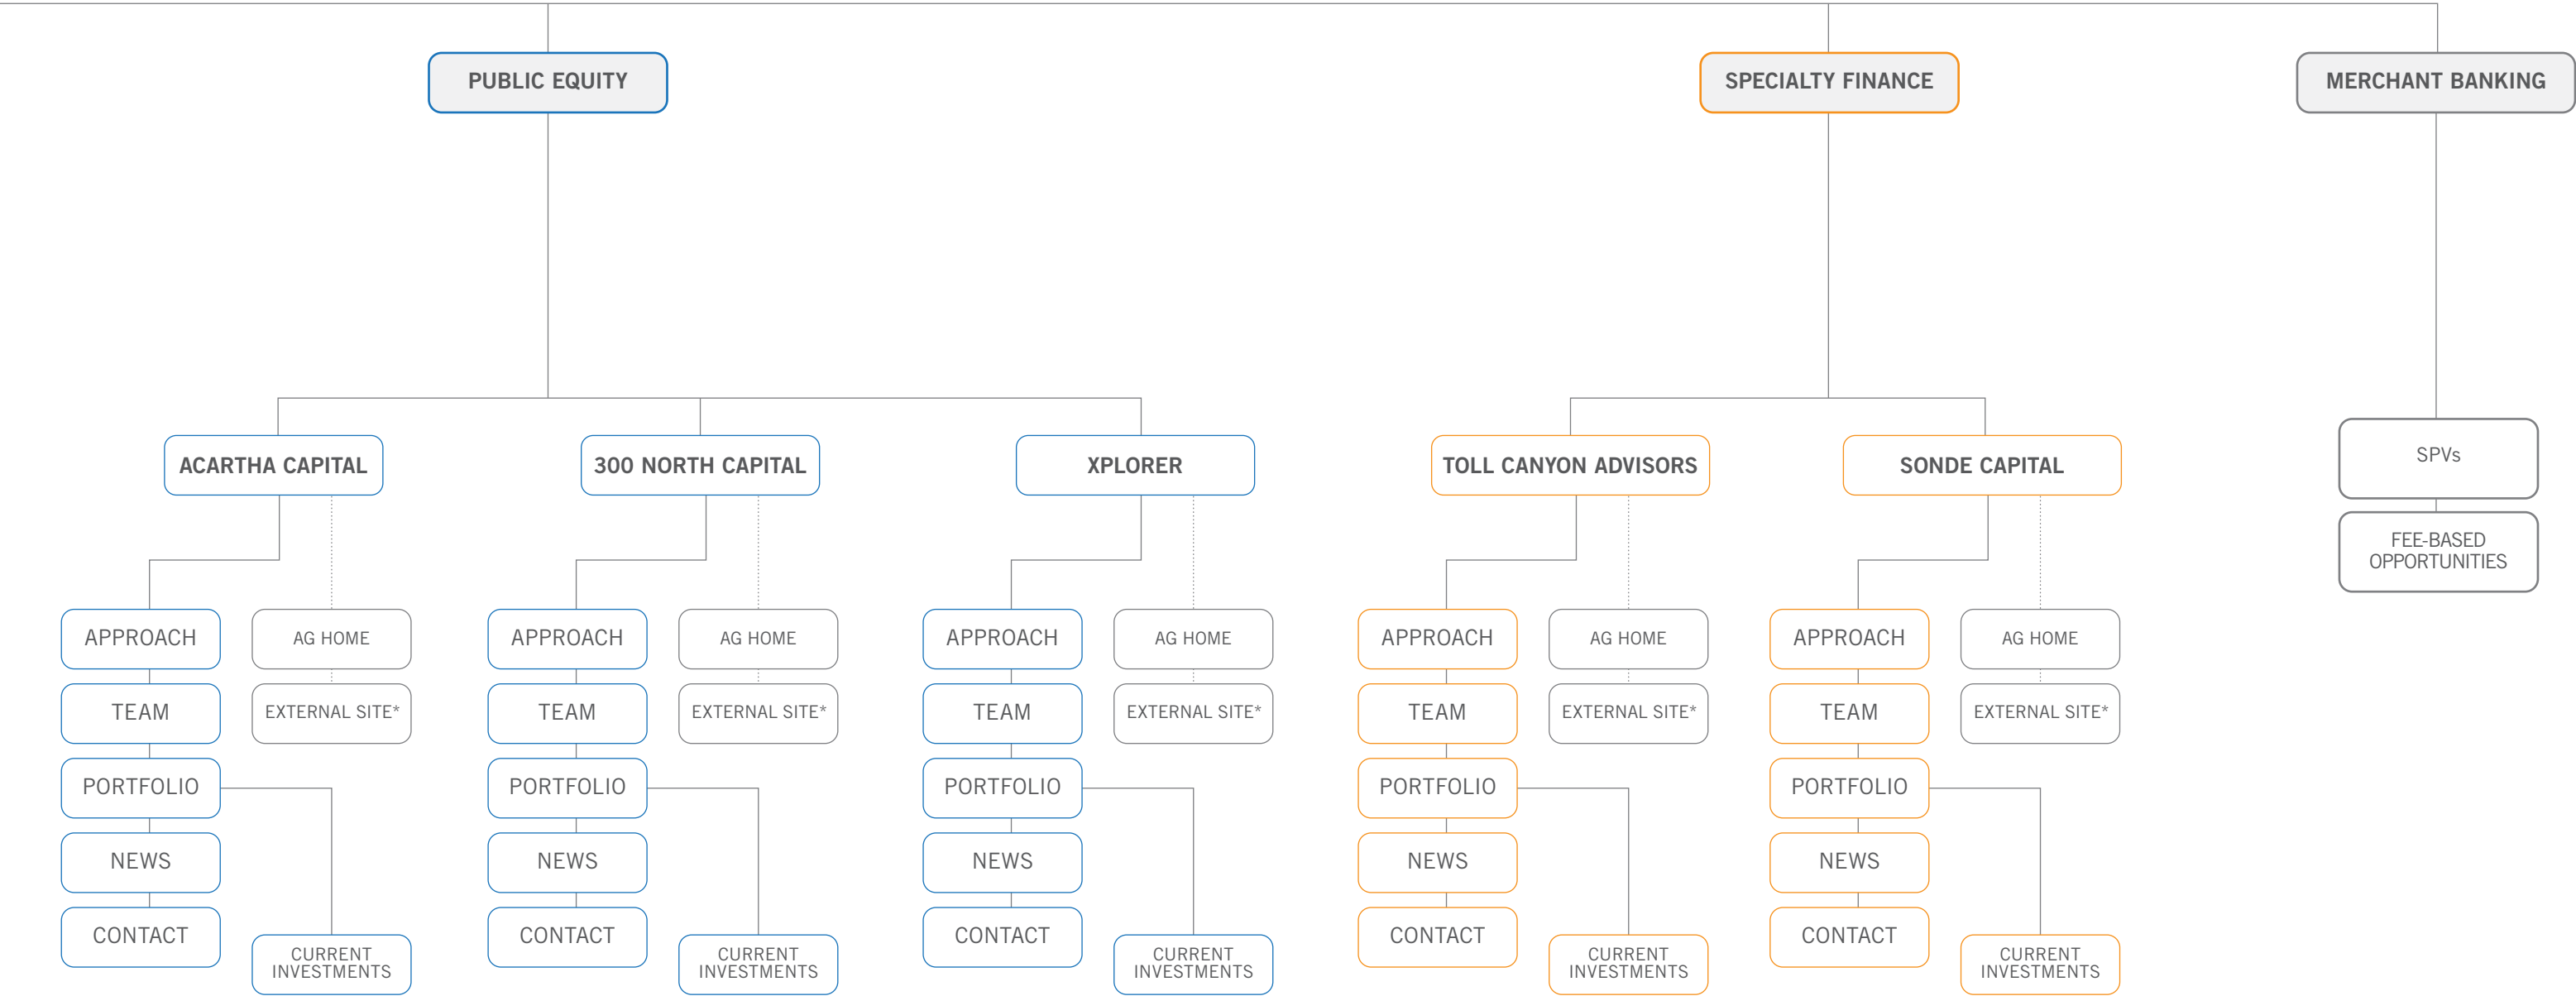 PUBLIC EQUITY
SPECIALTY FINANCE
MERCHANT BANKING
ACARTHA CAPITAL
300 NORTH CAPITAL
XPLORER
TOLL CANYON ADVISORS
SONDE CAPITAL
SPVs
FEE-BASED
OPPORTUNITIES
APPROACH
AG HOME
APPROACH
AG HOME
APPROACH
AG HOME
APPROACH
AG HOME
APPROACH
AG HOME
TEAM
EXTERNAL SITE*
TEAM
EXTERNAL SITE*
TEAM
EXTERNAL SITE*
TEAM
EXTERNAL SITE*
TEAM
EXTERNAL SITE*
PORTFOLIO
PORTFOLIO
PORTFOLIO
PORTFOLIO
PORTFOLIO
NEWS
NEWS
NEWS
NEWS
NEWS
CONTACT
CURRENT
INVESTMENTS
CONTACT
CURRENT
INVESTMENTS
CONTACT
CURRENT
INVESTMENTS
CONTACT
CURRENT
INVESTMENTS
CONTACT
CURRENT
INVESTMENTS